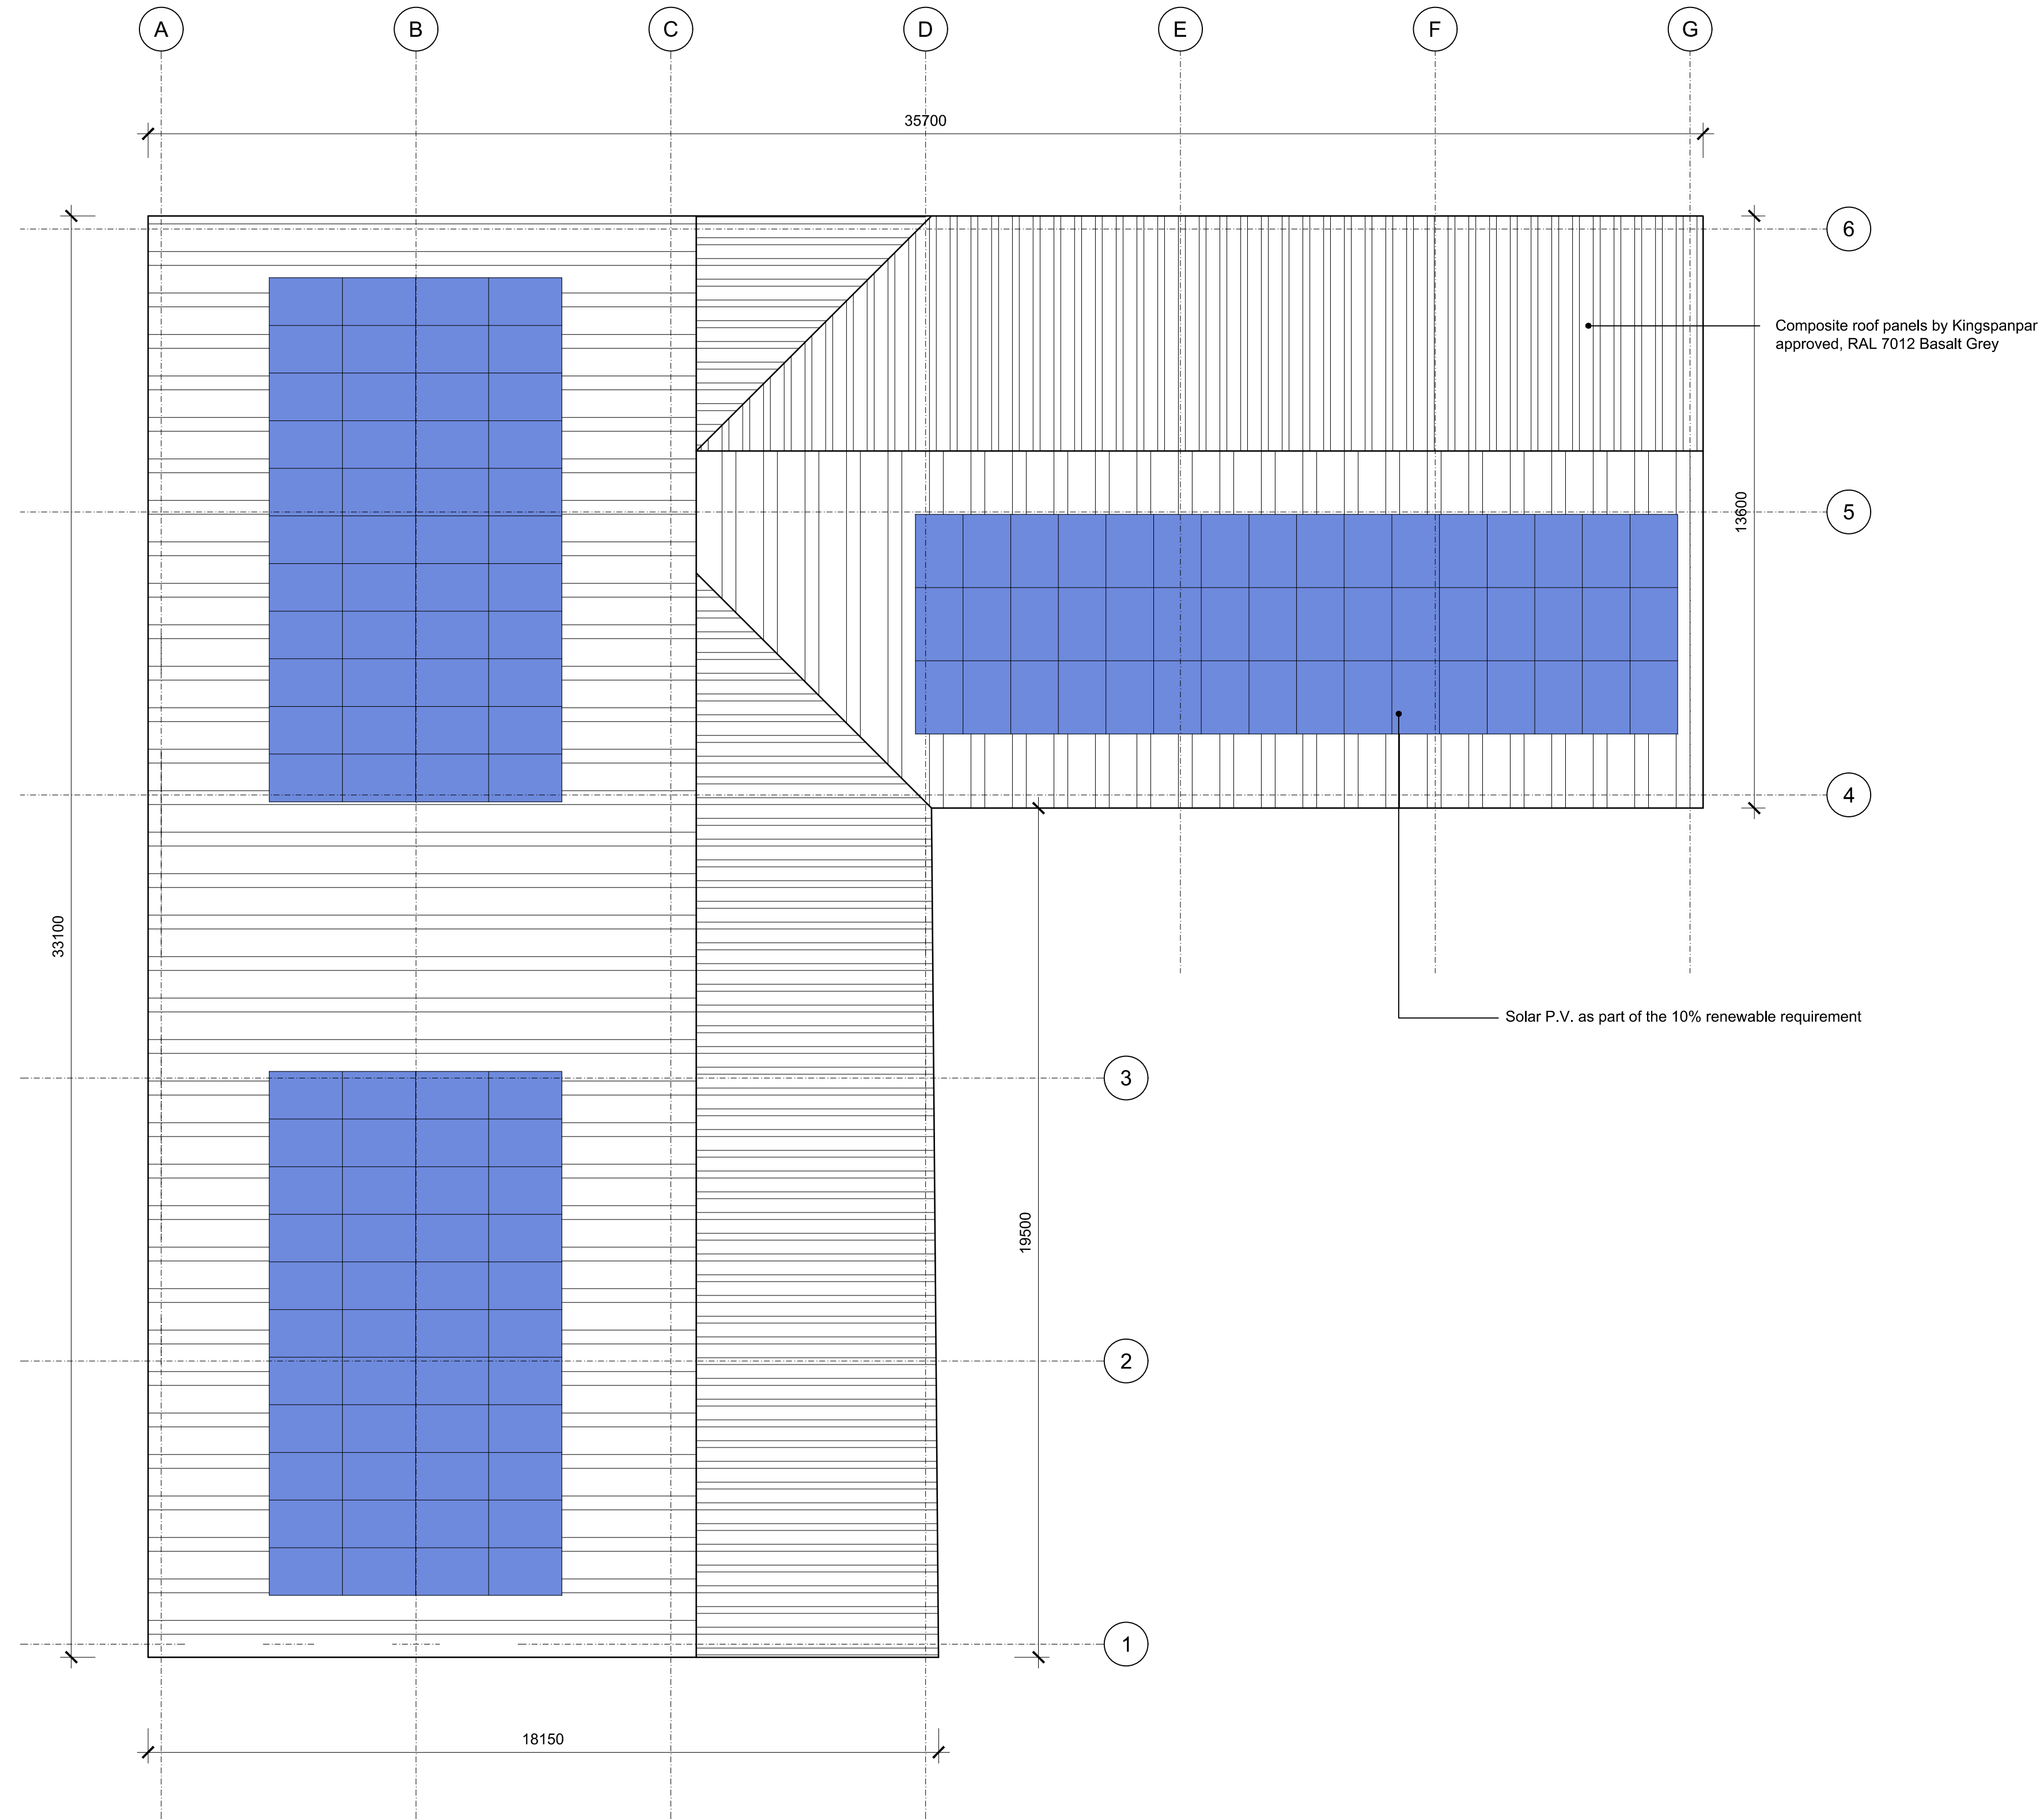 A
B
C
D
E
F
G
35700
6
Composite roof panels by Kingspanpar
approved, RAL 7012 Basalt Grey
13600
5
4
33100
Solar P.V. as part of the 10% renewable requirement
3
19500
2
1
18150